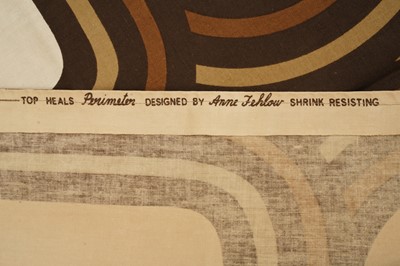 TOP HEALS Perimeter DESIGNED BY Anne Fehlow SHRINK RESISTING